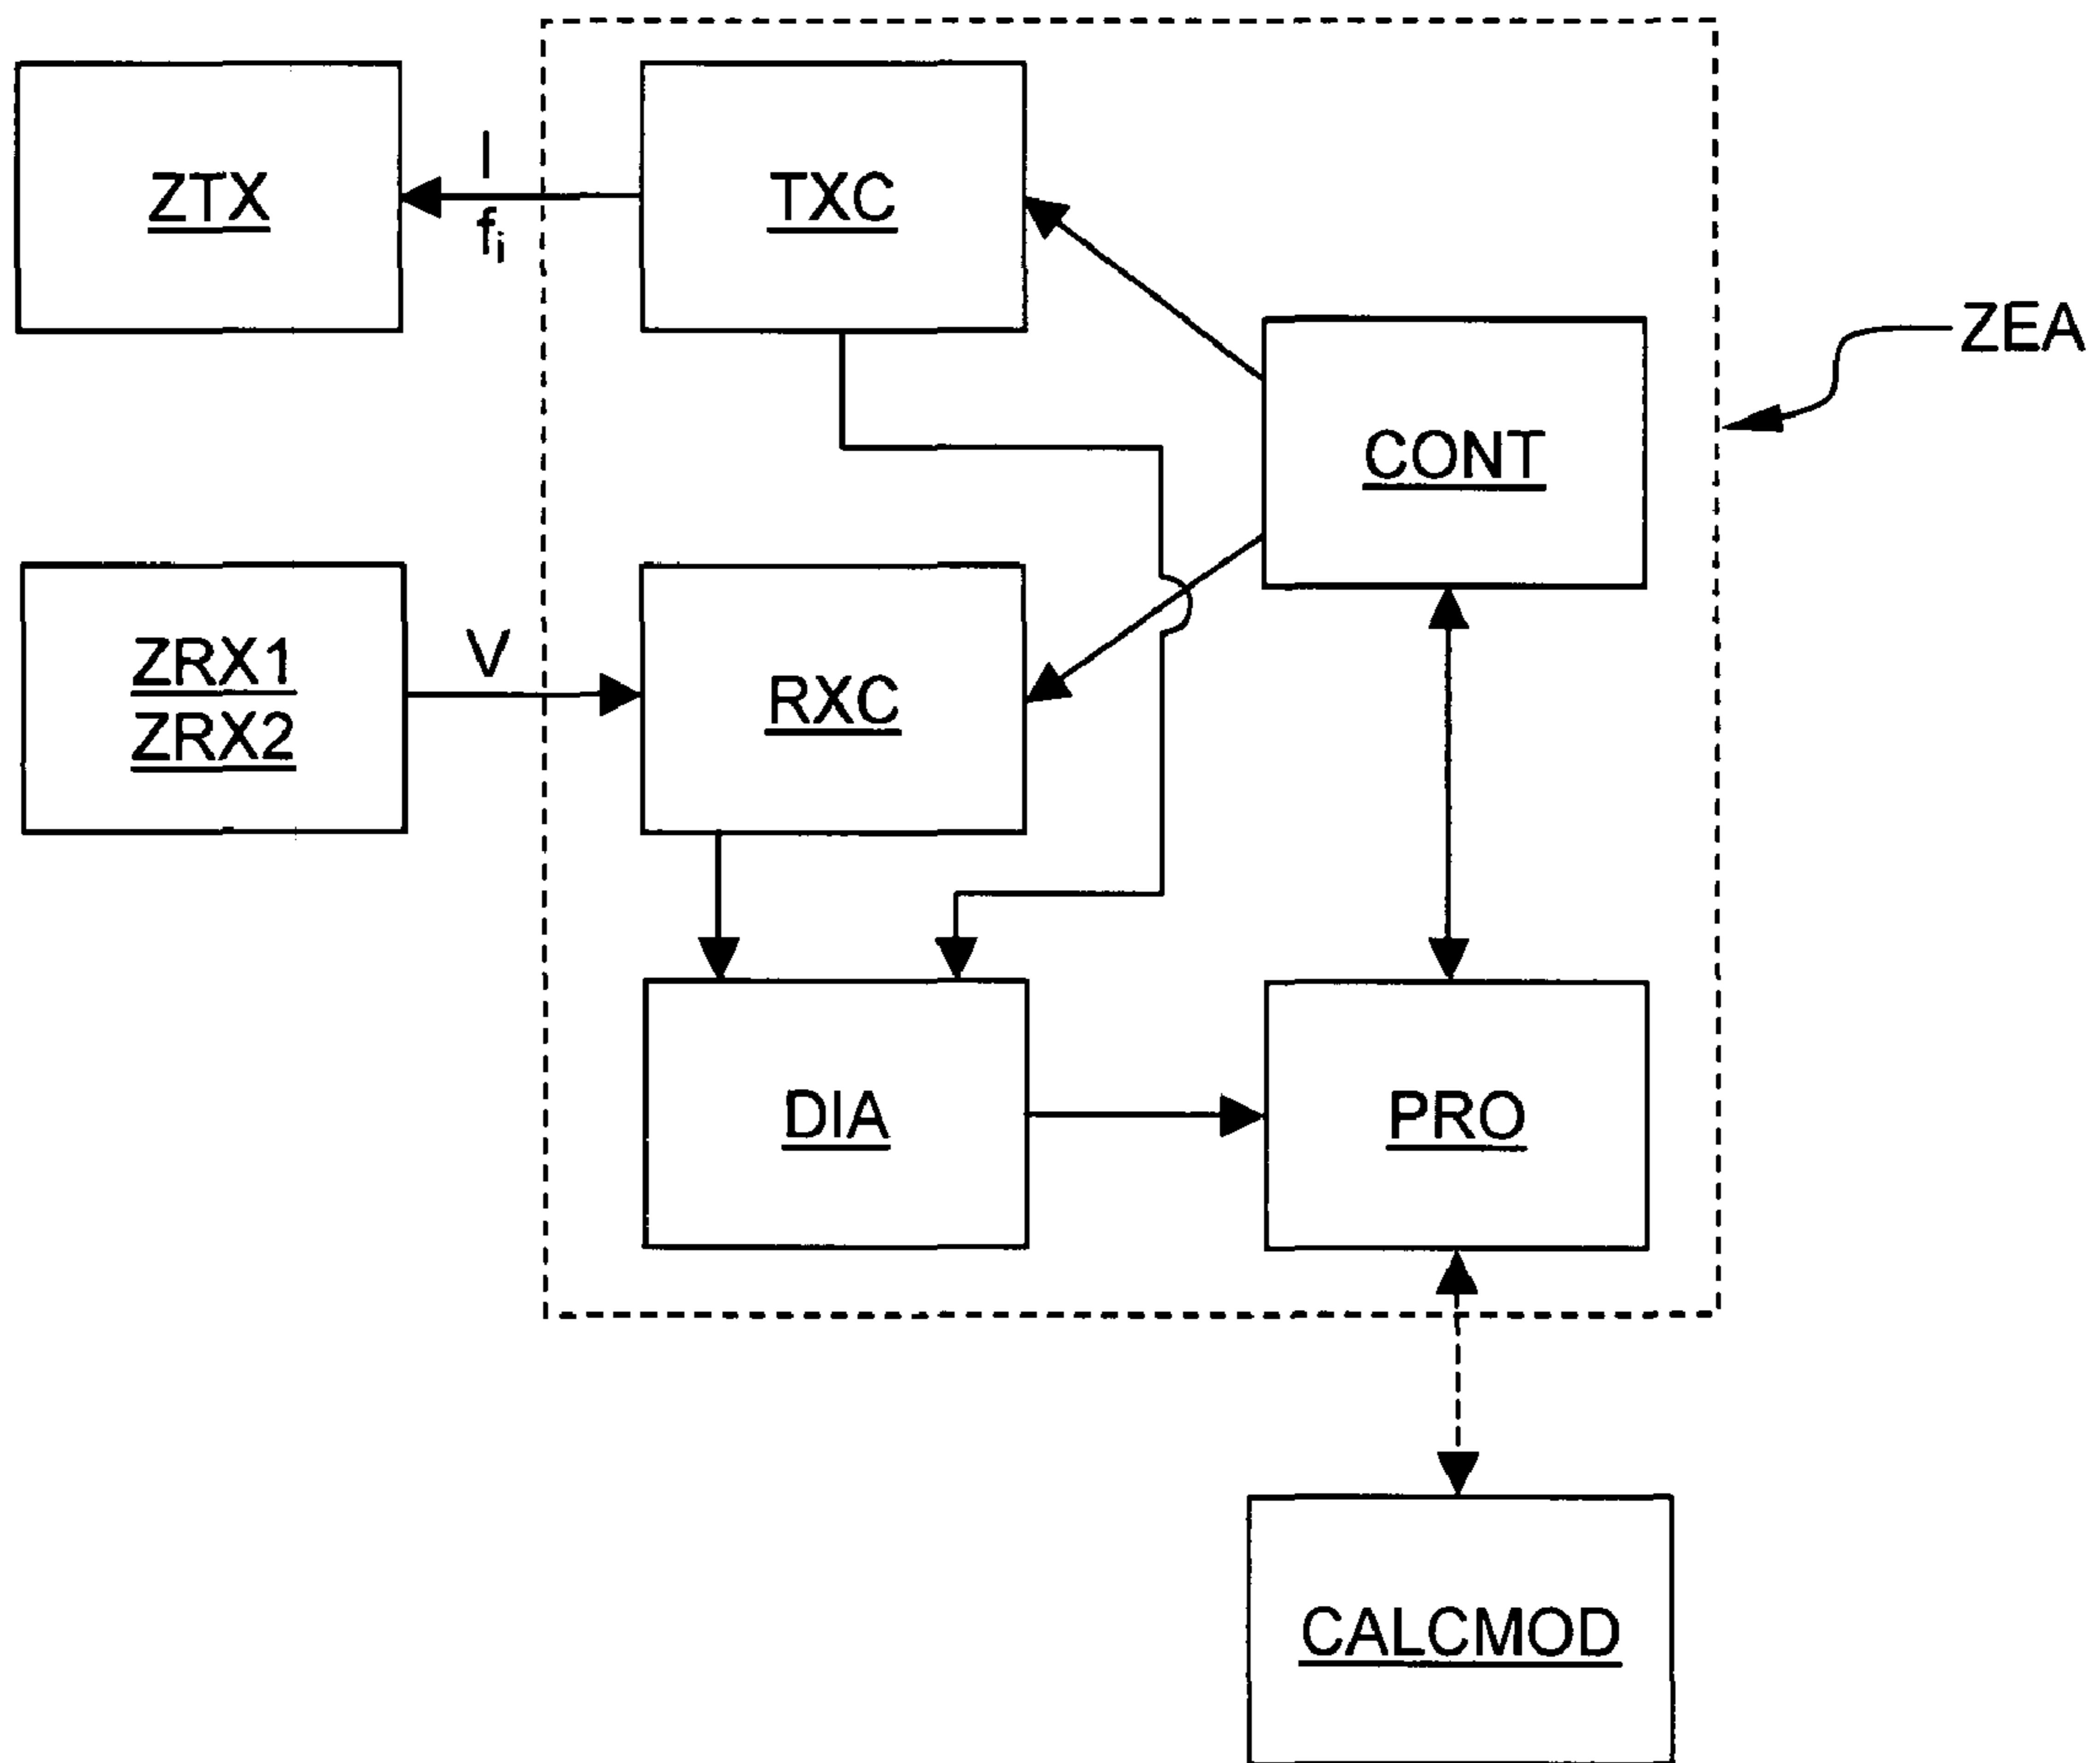 ZTX
I
fi
TXC
ZEA
CONT
ZRX1
ZRX2
V
RXC
DIA
PRO
CALCMOD